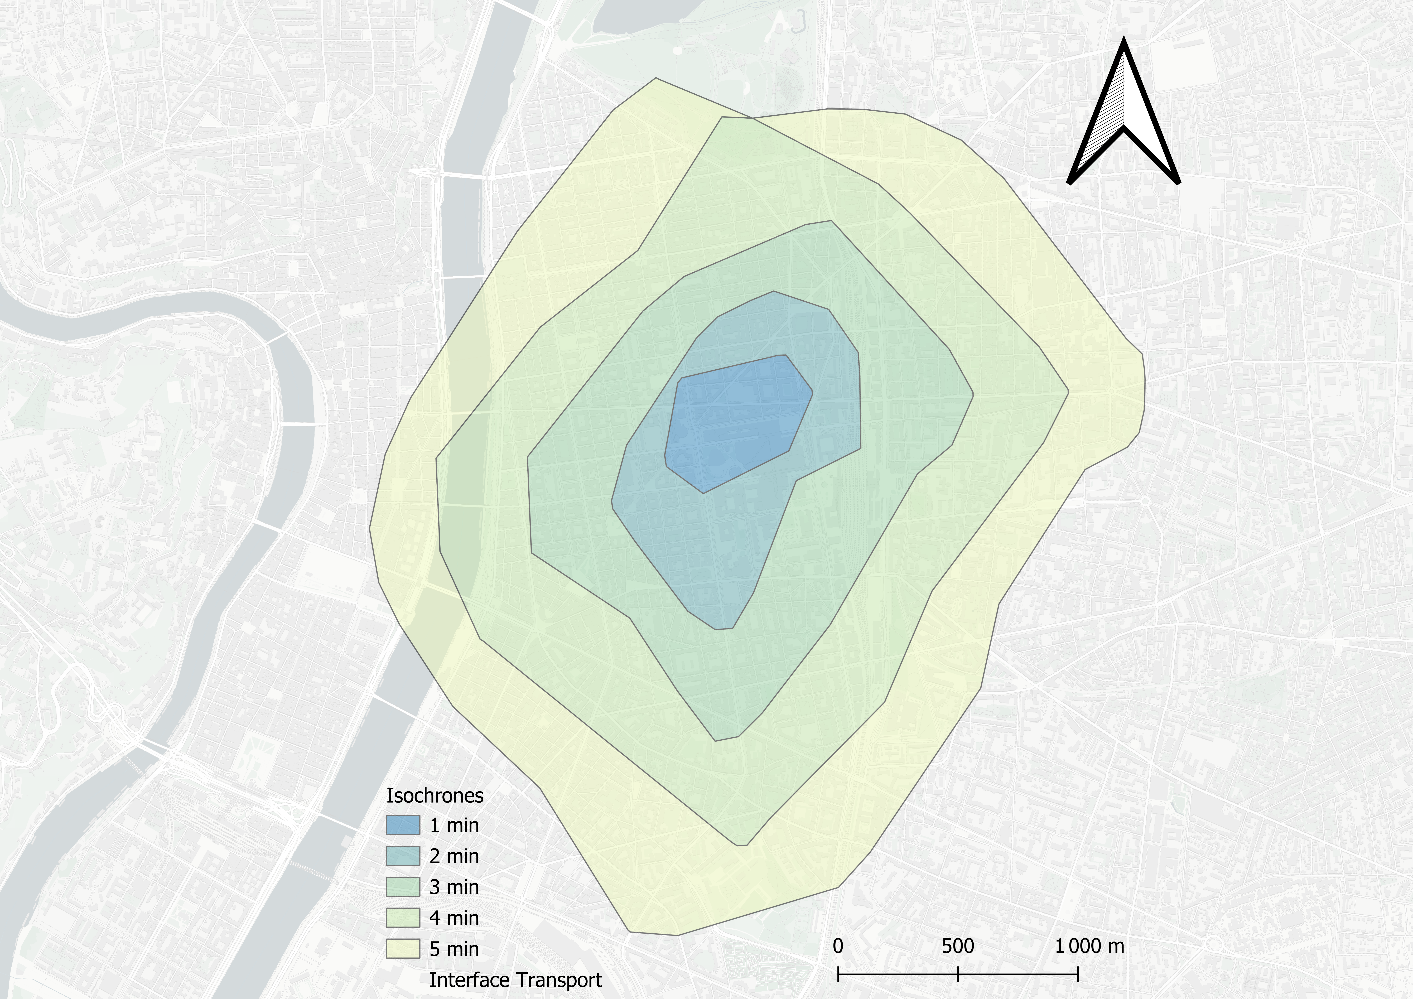 Isochrones
1 min
2 min
3 min
4 min
5 min
Interface Transport
0 500 1 000 m